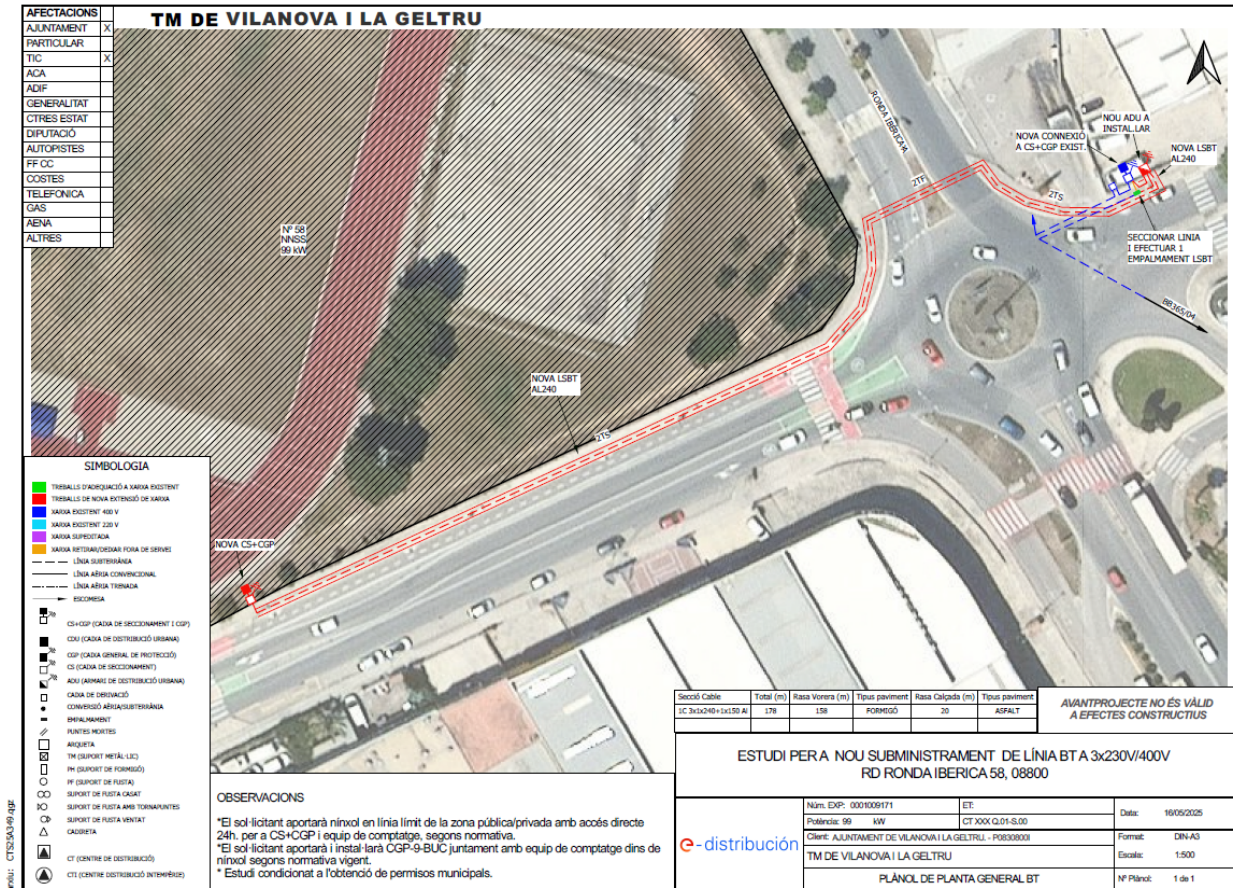 AFECTACIONS
AJUNTAMENT X
PARTICULAR
TIC X
ACA
ADIF
GENERALITAT
CTRES ESTAT
DIPUTACIÓ
AUTOPISTES
FF CC
COSTES
TELEFONICA
GAS
AENA
ALTRES
TM DE VILANOVA I LA GELTRU
RONDA IBERICA
NOU ADU A
INSTAL.LAR
NOVA CONNEXIÓ
A CS+CGP EXIST.
NOVA LSBT
AL240
2TF
2TS
SECCIONAR LINIA
I EFECTUAR 1
EMPALMAMENT LSBT
BB365/04
Nº 58
NNSS
99 kW
NOVA LSBT
AL240
2TS
NOVA CS+CGP
SIMBOLOGIA
TREBALLS D'ADEQUACIÓ A XARXA EXISTENT
TREBALLS DE NOVA EXTENSIÓ DE XARXA
XARXA EXISTENT 400 V
XARXA EXISTENT 220 V
XARXA SUPEDITADA
XARXA RETIRAR/DEIXAR FORA DE SERVEI
LÍNIA SUBTERRÀNIA
LÍNIA AÈRIA CONVENCIONAL
LÍNIA AÈRIA TRENADA
ESCOMESA
CS+CGP (CAIXA DE SECCIONAMENT I CGP)
CDU (CAIXA DE DISTRIBUCIÓ URBANA)
CGP (CAIXA GENERAL DE PROTECCIÓ)
CS (CAIXA DE SECCIONAMENT)
ADU (ARMARI DE DISTRIBUCIÓ URBANA)
CAIXA DE DERIVACIÓ
CONVERSIÓ AÈRIA/SUBTERRÀNIA
EMPALMAMENT
PUNTES MORTES
ARQUETA
TM (SUPORT METÀL·LIC)
PH (SUPORT DE FORMIGÓ)
PF (SUPORT DE FUSTA)
SUPORT DE FUSTA CASAT
SUPORT DE FUSTA AMB TORNAPUNTES
SUPORT DE FUSTA VENTAT
CADIRETA
CT (CENTRE DE DISTRIBUCIÓ)
CTI (CENTRE DISTRIBUCIÓ INTEMPÈRIE)
CTS25A349.qgz
OBSERVACIONS
*El sol·licitant aportarà nínxol en línia límit de la zona pública/privada amb accés directe
24h. per a CS+CGP i equip de comptatge, segons normativa.
*El sol·licitant aportarà i instal·larà CGP-9-BUC juntament amb equip de comptatge dins de
nínxol segons normativa vigent.
* Estudi condicionat a l'obtenció de permisos municipals.
Secció Cable Total (m) Rasa Vorera (m) Tipus paviment Rasa Calçada (m) Tipus paviment
1C 3x1x240+1x150 Al 178 158 FORMIGÓ 20 ASFALT
AVANTPROJECTE NO ÉS VÀLID
A EFECTES CONSTRUCTIUS
ESTUDI PER A NOU SUBMINISTRAMENT DE LÍNIA BT A 3x230V/400V
RD RONDA IBERICA 58, 08800
e-distribución
Núm. EXP: 0001009171 ET:
Potència: 99 kW CT XXX Q.01-S.00
Client: AJUNTAMENT DE VILANOVA I LA GELTRU. - P0830800I
TM DE VILANOVA I LA GELTRU
PLÀNOL DE PLANTA GENERAL BT
Data: 16/05/2025
Format: DIN-A3
Escala: 1:500
Nº Plànol: 1 de 1